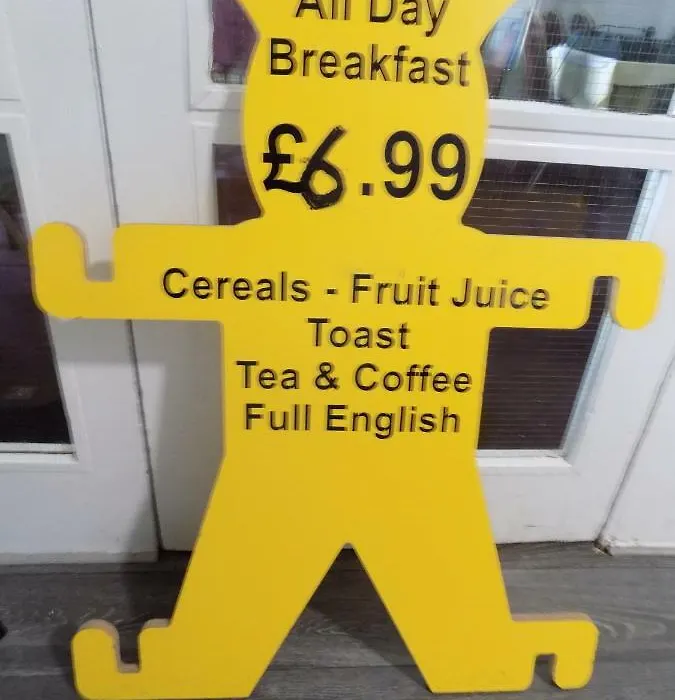 All Day
Breakfast
£6.99
Cereals - Fruit Juice
Toast
Tea & Coffee
Full English